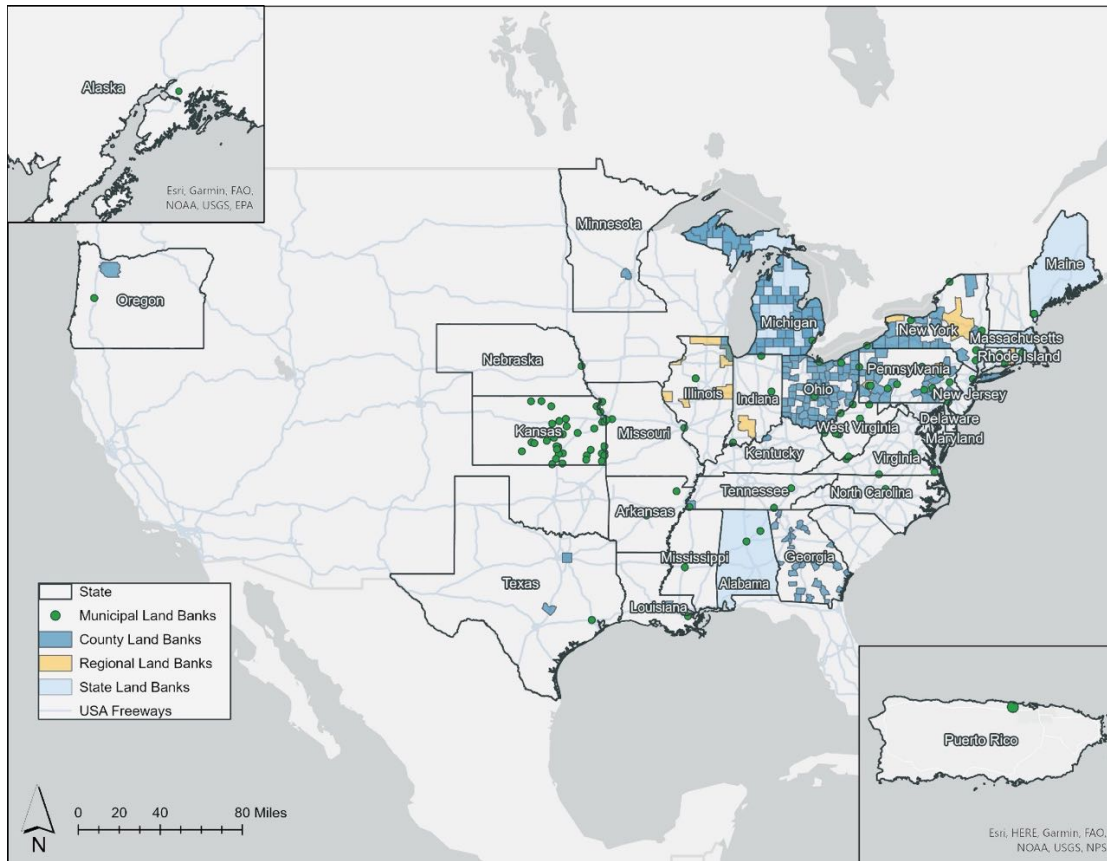 Alaska
Esri, Garmin, FAO,
NOAA, USGS, EPA
Minnesota
Maine
Oregon
Michigan
New York
Massachusetts
Rhode Island
Nebraska
Pennsylvania
Illinois
Indiana
Ohio
New Jersey
Kansas
Missouri
West Virginia
Delaware
Maryland
Kentucky
Virginia
Tennessee
North Carolina
Arkansas
Mississippi
Alabama
Georgia
Texas
Louisiana
State
Municipal Land Banks
County Land Banks
Regional Land Banks
State Land Banks
USA Freeways
Puerto Rico
N
0 20 40 80 Miles
Esri, HERE, Garmin, FAO,
NOAA, USGS, NPS